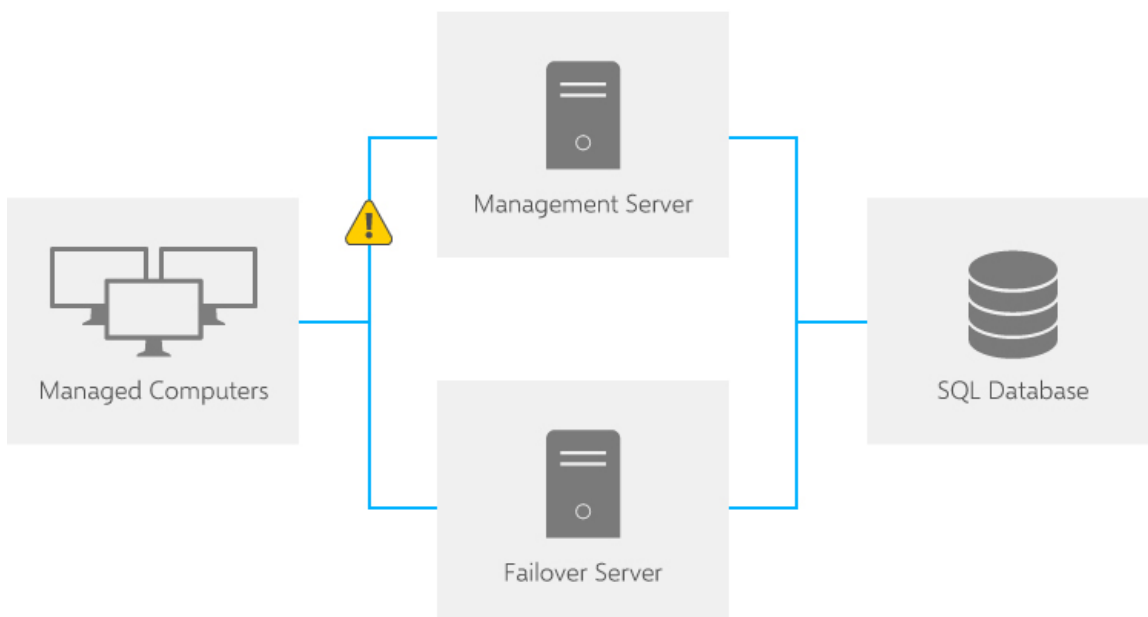 Management Server
Managed Computers
SQL Database
Failover Server